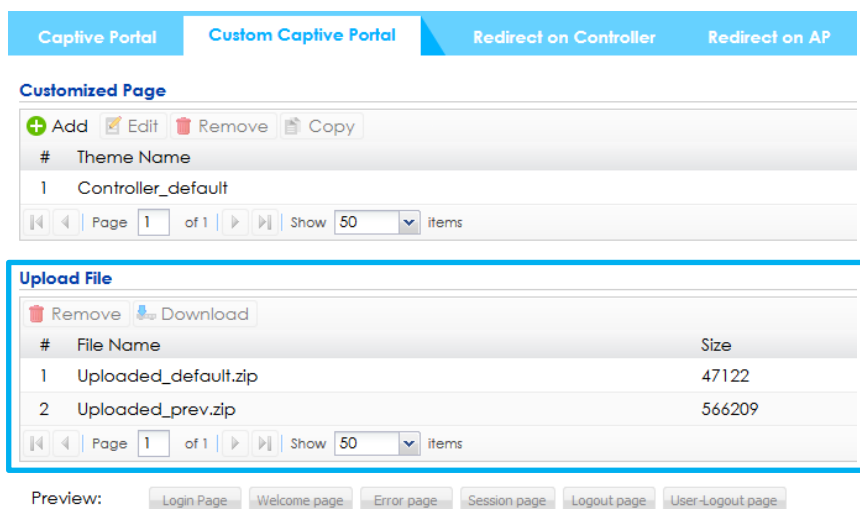 Captive Portal Custom Captive Portal Redirect on Controller Redirect on AP
Customized Page
Add Edit Remove Copy
# Theme Name
1 Controller_default
Page 1 of 1 Show 50 items
Upload File
Remove Download
# File Name Size
1 Uploaded_default.zip 47122
2 Uploaded_prev.zip 566209
Page 1 of 1 Show 50 items
Preview: Login Page Welcome page Error page Session page Logout page User-Logout page